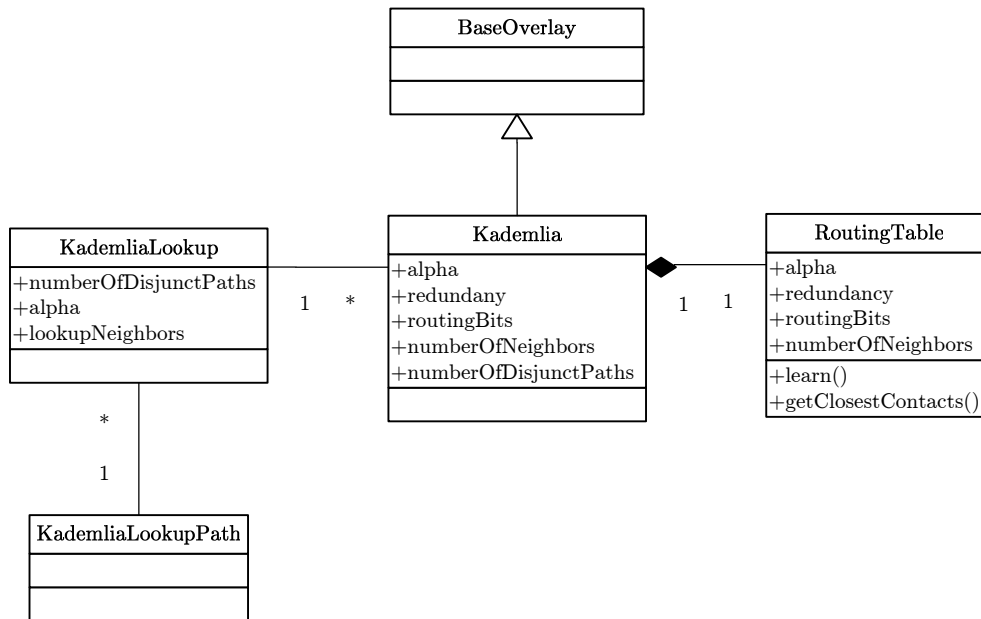 BaseOverlay
KademliaLookup
+numberOfDisjunctPaths
+alpha
+lookupNeighbors
1
*
Kademlia
+alpha
+redundany
+routingBits
+numberOfNeighbors
+numberOfDisjunctPaths
1
1
RoutingTable
+alpha
+redundancy
+routingBits
+numberOfNeighbors
+learn()
+getClosestContacts()
*
1
KademliaLookupPath